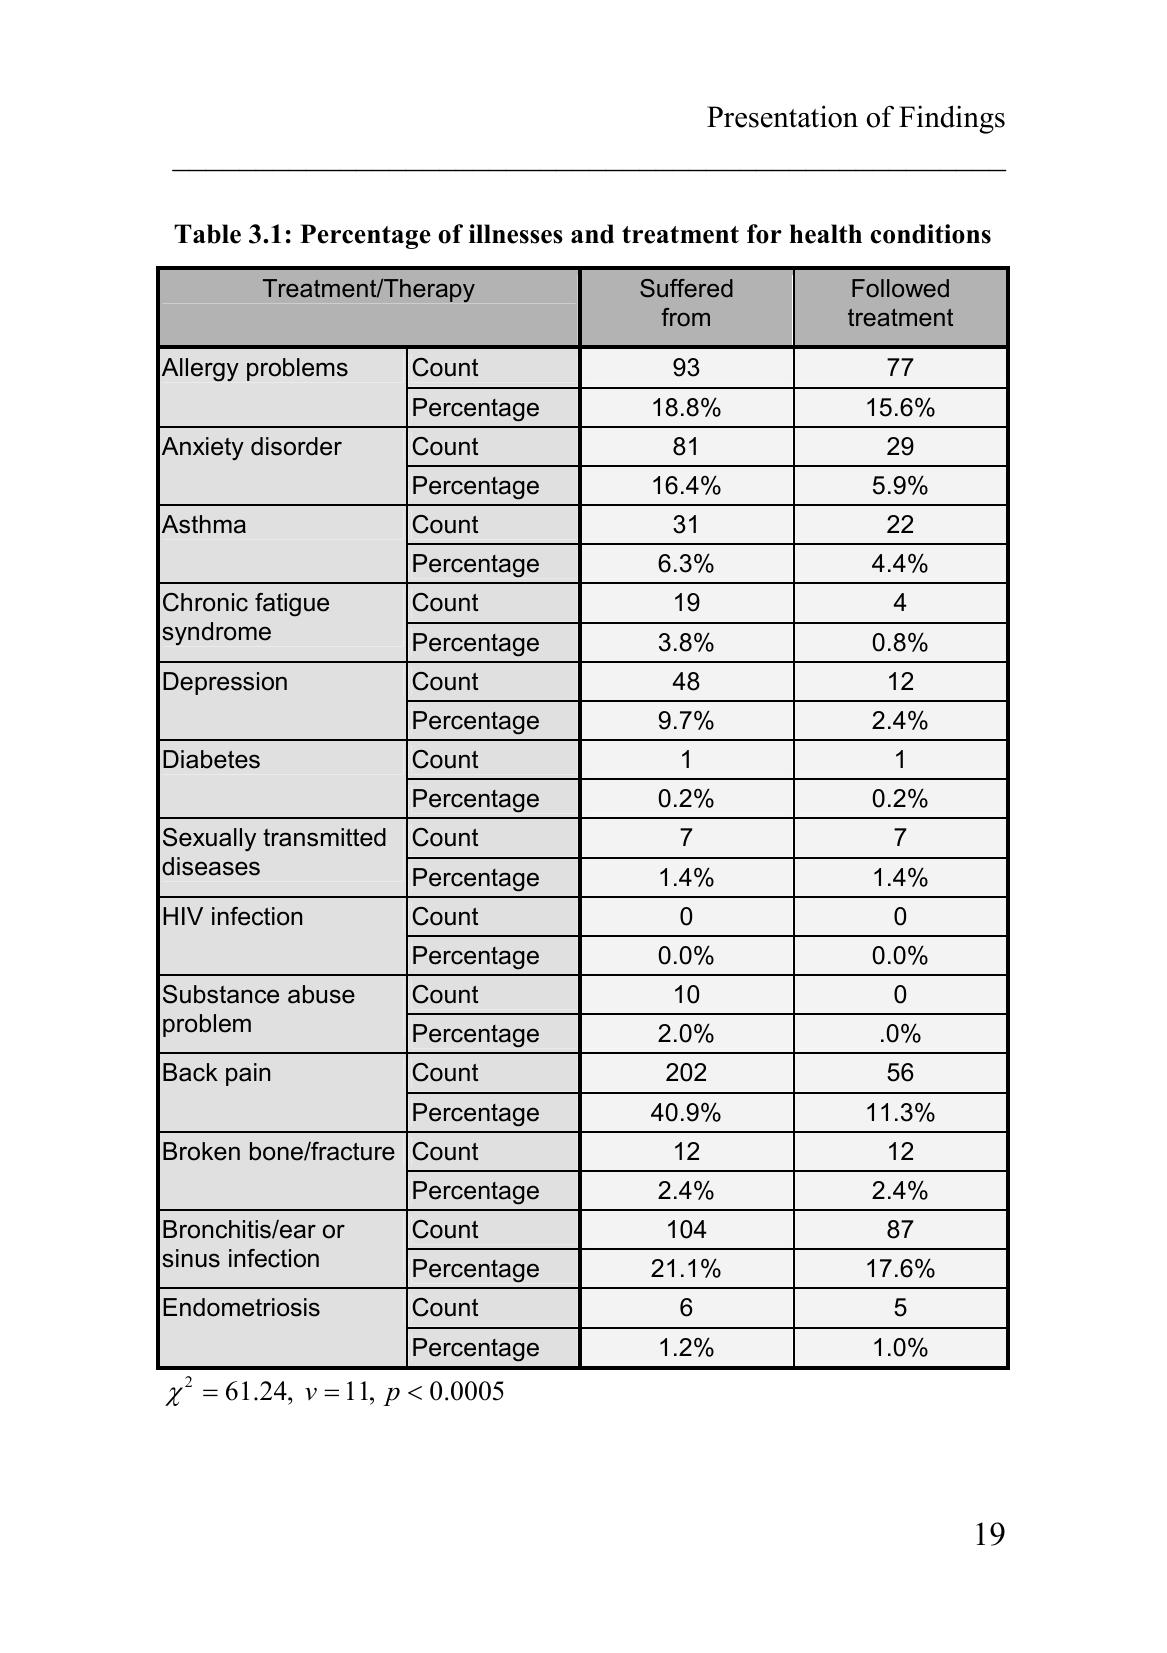 Presentation of Findings
Table 3.1: Percentage of illnesses and treatment for health conditions
Treatment/Therapy Suffered from Followed treatment
Allergy problems Count 93 77
Percentage 18.8% 15.6%
Anxiety disorder Count 81 29
Percentage 16.4% 5.9%
Asthma Count 31 22
Percentage 6.3% 4.4%
Chronic fatigue syndrome Count 19 4
Percentage 3.8% 0.8%
Depression Count 48 12
Percentage 9.7% 2.4%
Diabetes Count 1 1
Percentage 0.2% 0.2%
Sexually transmitted diseases Count 7 7
Percentage 1.4% 1.4%
HIV infection Count 0 0
Percentage 0.0% 0.0%
Substance abuse problem Count 10 0
Percentage 2.0% .0%
Back pain Count 202 56
Percentage 40.9% 11.3%
Broken bone/fracture Count 12 12
Percentage 2.4% 2.4%
Bronchitis/ear or sinus infection Count 104 87
Percentage 21.1% 17.6%
Endometriosis Count 6 5
Percentage 1.2% 1.0%
χ² = 61.24, v = 11, p < 0.0005
19